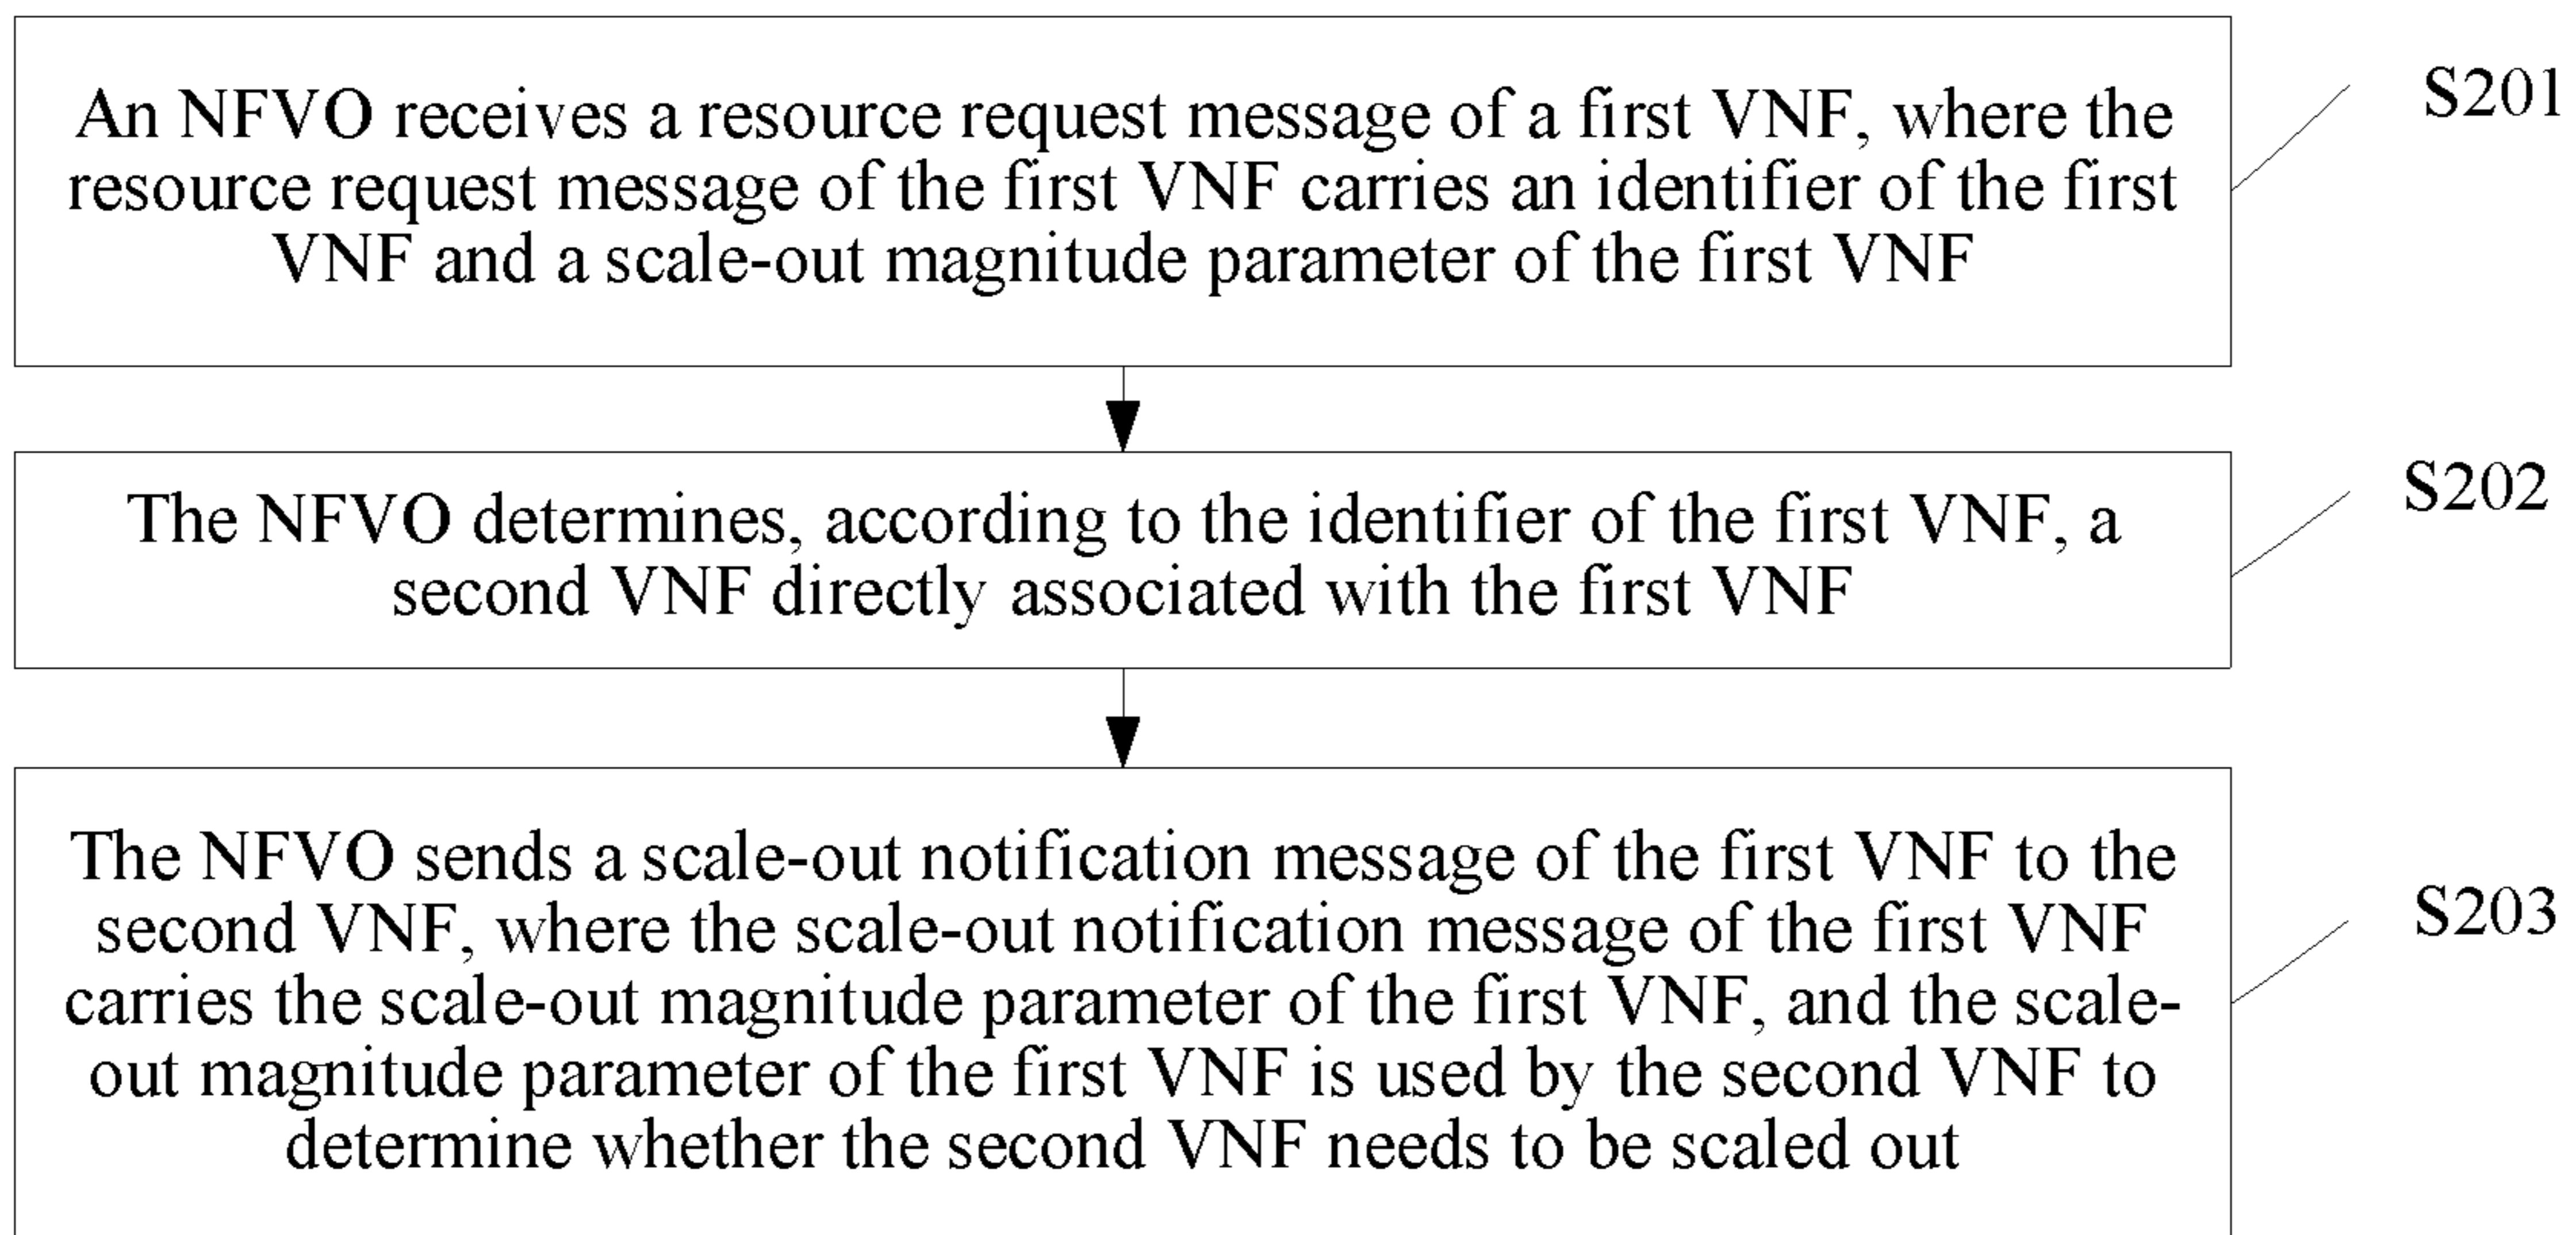 An NFVO receives a resource request message of a first VNF, where the
resource request message of the first VNF carries an identifier of the first
VNF and a scale-out magnitude parameter of the first VNF
S201
The NFVO determines, according to the identifier of the first VNF, a
second VNF directly associated with the first VNF
S202
The NFVO sends a scale-out notification message of the first VNF to the
second VNF, where the scale-out notification message of the first VNF
carries the scale-out magnitude parameter of the first VNF, and the scale-
out magnitude parameter of the first VNF is used by the second VNF to
determine whether the second VNF needs to be scaled out
S203